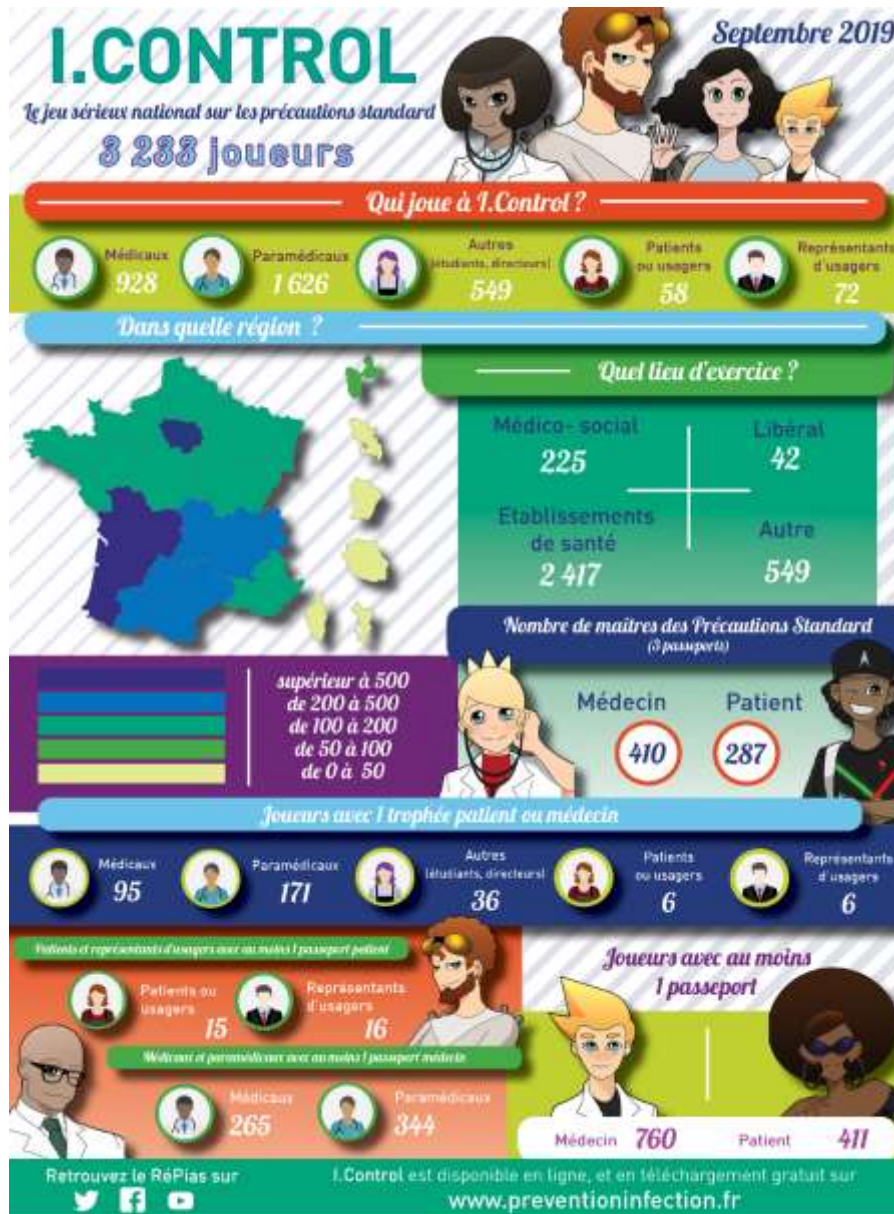 I.CONTROL
Septembre 2019
Le jeu sérieux national sur les précautions standard
3 233 joueurs
Qui joue à I.Control ?
Médicaux
928
Paramédicaux
1 626
Autres
(étudiants, directeurs)
549
Patients
ou usagers
58
Représentants
d'usagers
72
Dans quelle région ?
Quel lieu d'exercice ?
Médico- social
225
Libéral
42
Etablissements
de santé
2 417
Autre
549
Nombre de maîtres des Précautions Standard
(3 passeports)
Médecin
410
Patient
287
supérieur à 500
de 200 à 500
de 100 à 200
de 50 à 100
de 0 à 50
Joueurs avec 1 trophée patient ou médecin
Médicaux
95
Paramédicaux
171
Autres
(étudiants, directeurs)
36
Patients
ou usagers
6
Représentants
d'usagers
6
Patients et représentants d'usagers avec au moins 1 passeport patient
Patients ou
usagers
15
Représentants
d'usagers
16
Médicaux et paramédicaux avec au moins 1 passeport médecin
Médicaux
265
Paramédicaux
344
Joueurs avec au moins
1 passeport
Médecin 760
Patient 411
Retrouvez le RéPias sur
I.Control est disponible en ligne, et en téléchargement gratuit sur
www.preventioninfection.fr